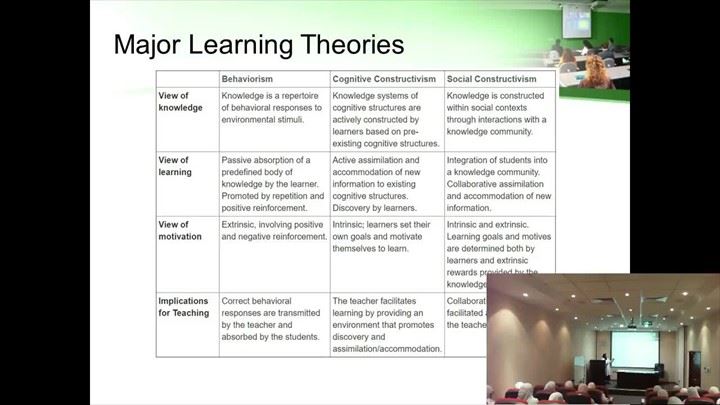 Major Learning Theories
Behaviorism
Cognitive Constructivism
Social Constructivism
View of
knowledge
Knowledge is a repertoire
of behavioral responses to
environmental stimuli.
Knowledge systems of
cognitive structures are
actively constructed by
learners based on pre-
existing cognitive structures.
Knowledge is constructed
within social contexts
through interactions with a
knowledge community.
View of
learning
Passive absorption of a
predefined body of
knowledge by the learner.
Promoted by repetition and
positive reinforcement.
Active assimilation and
accommodation of new
information to existing
cognitive structures.
Discovery by learners.
Integration of students into
a knowledge community.
Collaborative assimilation
and accommodation of new
information.
View of
motivation
Extrinsic, involving positive
and negative reinforcement.
Intrinsic; learners set their
own goals and motivate
themselves to learn.
Intrinsic and extrinsic.
Learning goals and motives
are determined both by
learners and extrinsic
rewards provided by the
knowledge
Implications
for Teaching
Correct behavioral
responses are transmitted
by the teacher and
absorbed by the students.
The teacher facilitates
learning by providing an
environment that promotes
discovery and
assimilation/accommodation.
facilitated
the